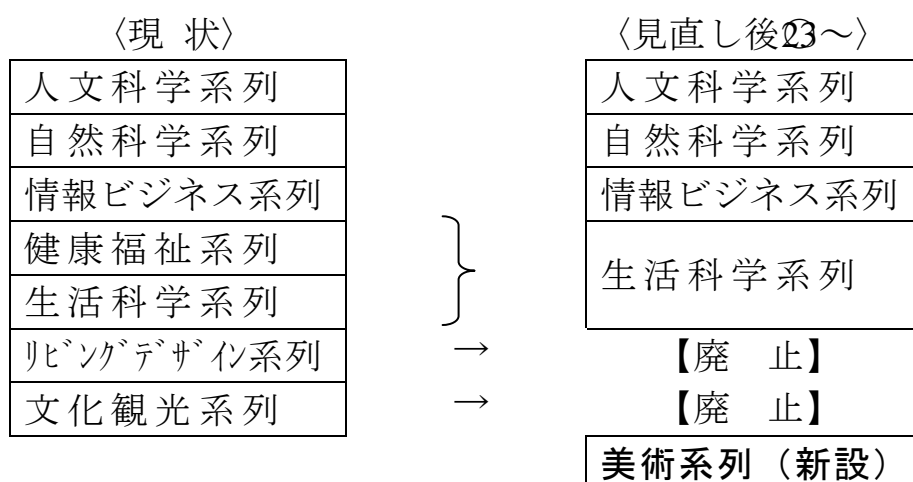 〈現 状〉 〈見直し後㉓～〉
人文科学系列 人文科学系列
自然科学系列 自然科学系列
情報ビジネス系列 情報ビジネス系列
健康福祉系列
生活科学系列 生活科学系列
ﾘﾋﾞﾝｸﾞﾃﾞｻﾞｲﾝ系列 → 【廃 止】
文化観光系列 → 【廃 止】
美術系列（新設）